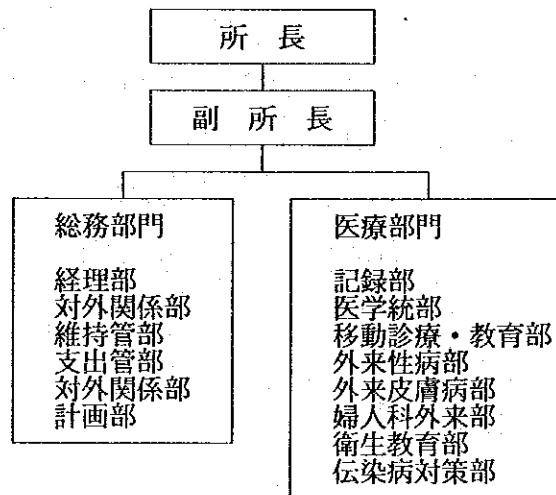 所長
副所長
総務部門
経理部
対外関係部
維持管部
支出管部
対外関係部
計画部
医療部門
記録部
医学統部
移動診療・教育部
外来性病部
外来皮膚病部
婦人科外来部
衛生教育部
伝染病対策部